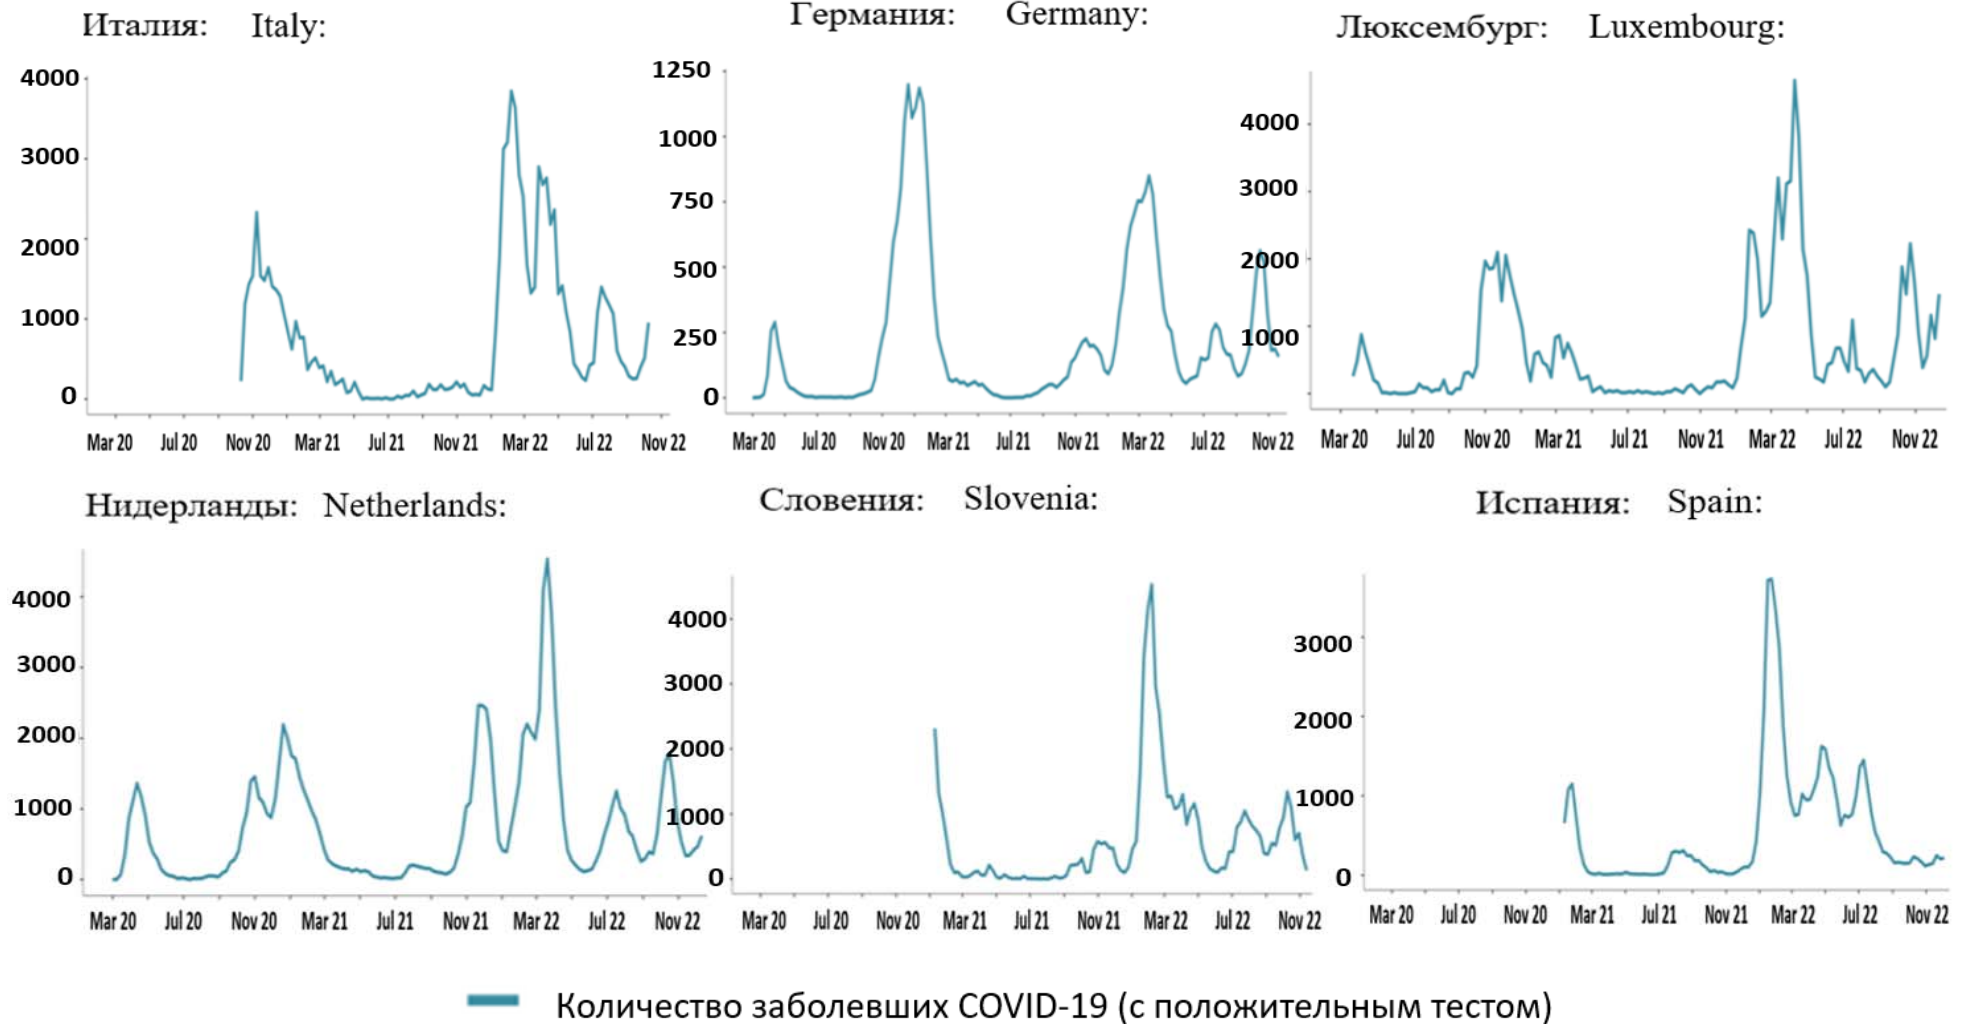 Италия: Italy:
4000
3000
2000
1000
0
Mar 20 Jul 20 Nov 20 Mar 21 Jul 21 Nov 21 Mar 22 Jul 22 Nov 22
Германия: Germany:
1250
1000
750
500
250
0
Mar 20 Jul 20 Nov 20 Mar 21 Jul 21 Nov 21 Mar 22 Jul 22 Nov 22
Люксембург: Luxembourg:
4000
3000
2000
1000
Mar 20 Jul 20 Nov 20 Mar 21 Jul 21 Nov 21 Mar 22 Jul 22 Nov 22
Нидерланды: Netherlands:
4000
3000
2000
1000
0
Mar 20 Jul 20 Nov 20 Mar 21 Jul 21 Nov 21 Mar 22 Jul 22 Nov 22
Словения: Slovenia:
4000
3000
2000
1000
0
Mar 20 Jul 20 Nov 20 Mar 21 Jul 21 Nov 21 Mar 22 Jul 22 Nov 22
Испания: Spain:
3000
2000
1000
0
Mar 20 Jul 20 Nov 20 Mar 21 Jul 21 Nov 21 Mar 22 Jul 22 Nov 22
Количество заболевших COVID-19 (с положительным тестом)